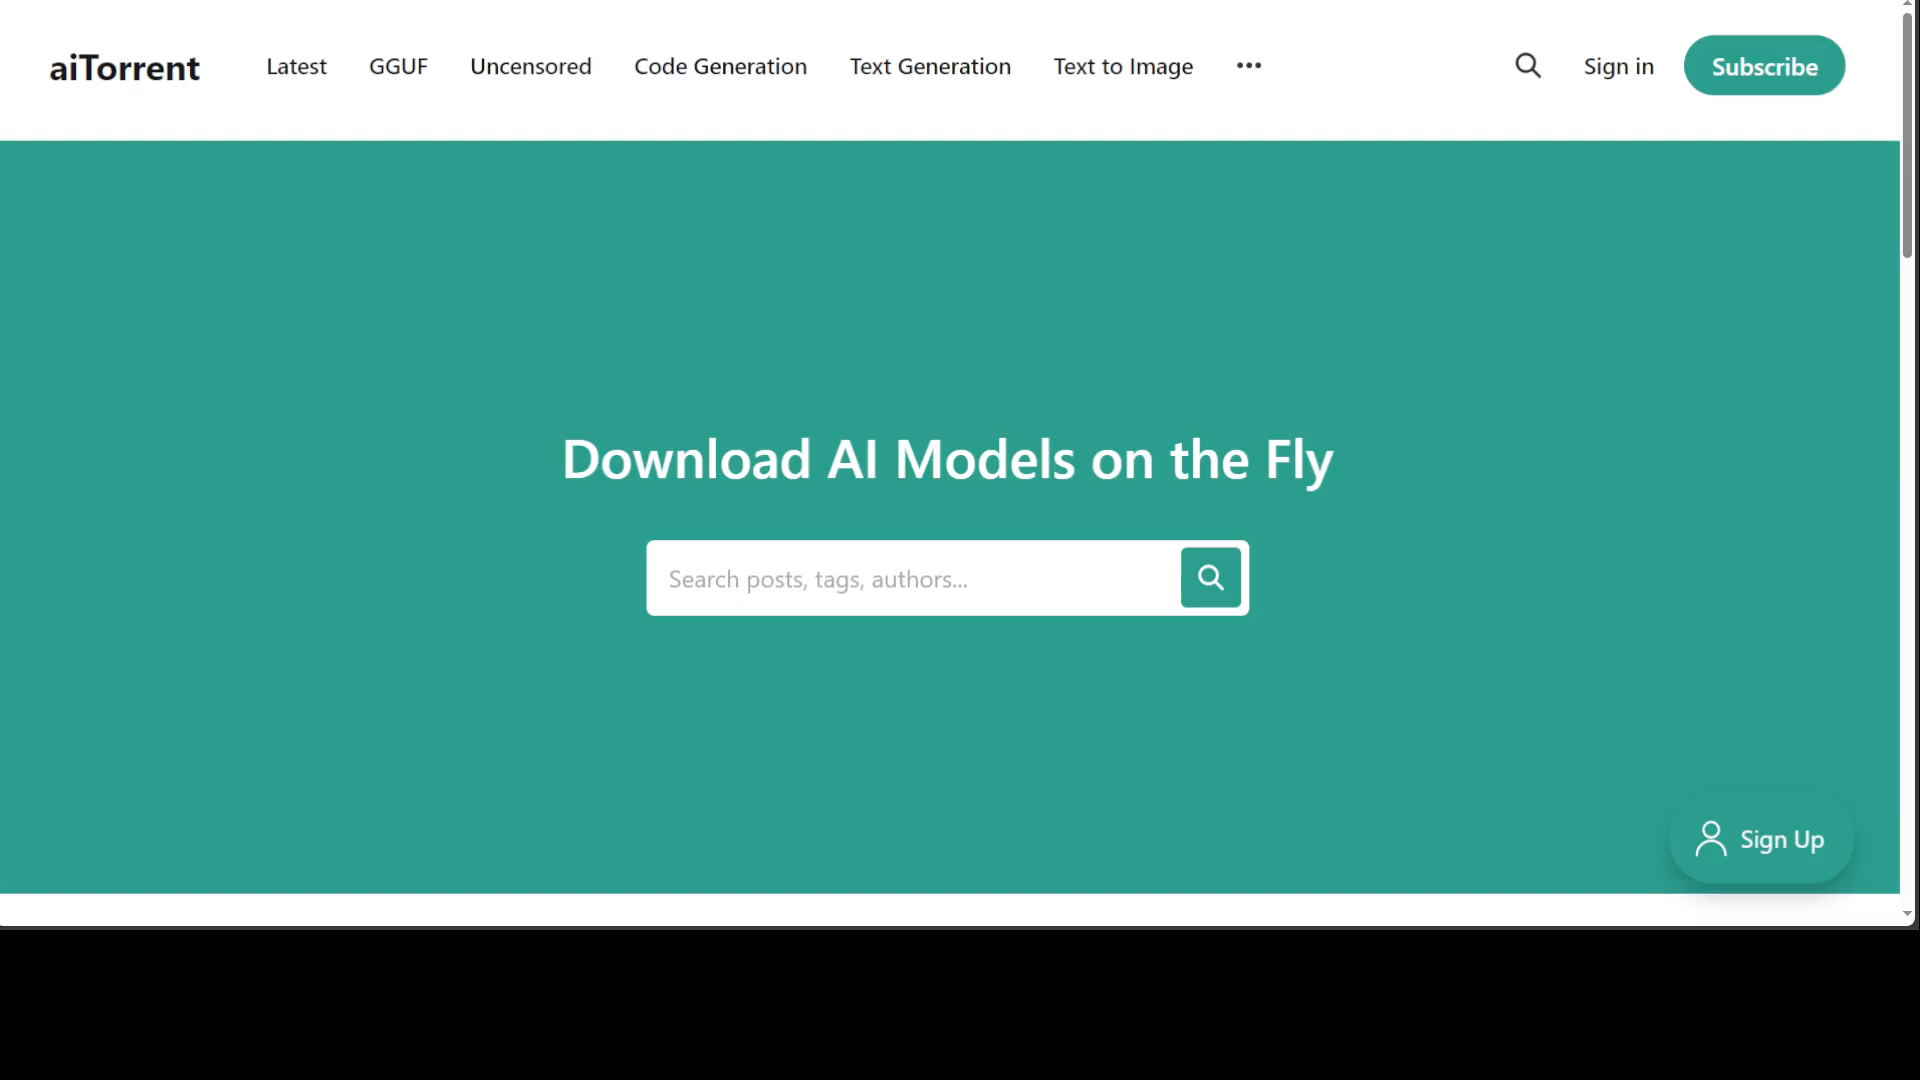 aiTorrent Latest GGUF Uncensored Code Generation Text Generation Text to Image ••• Sign in Subscribe
Download AI Models on the Fly
Search posts, tags, authors...
Sign Up